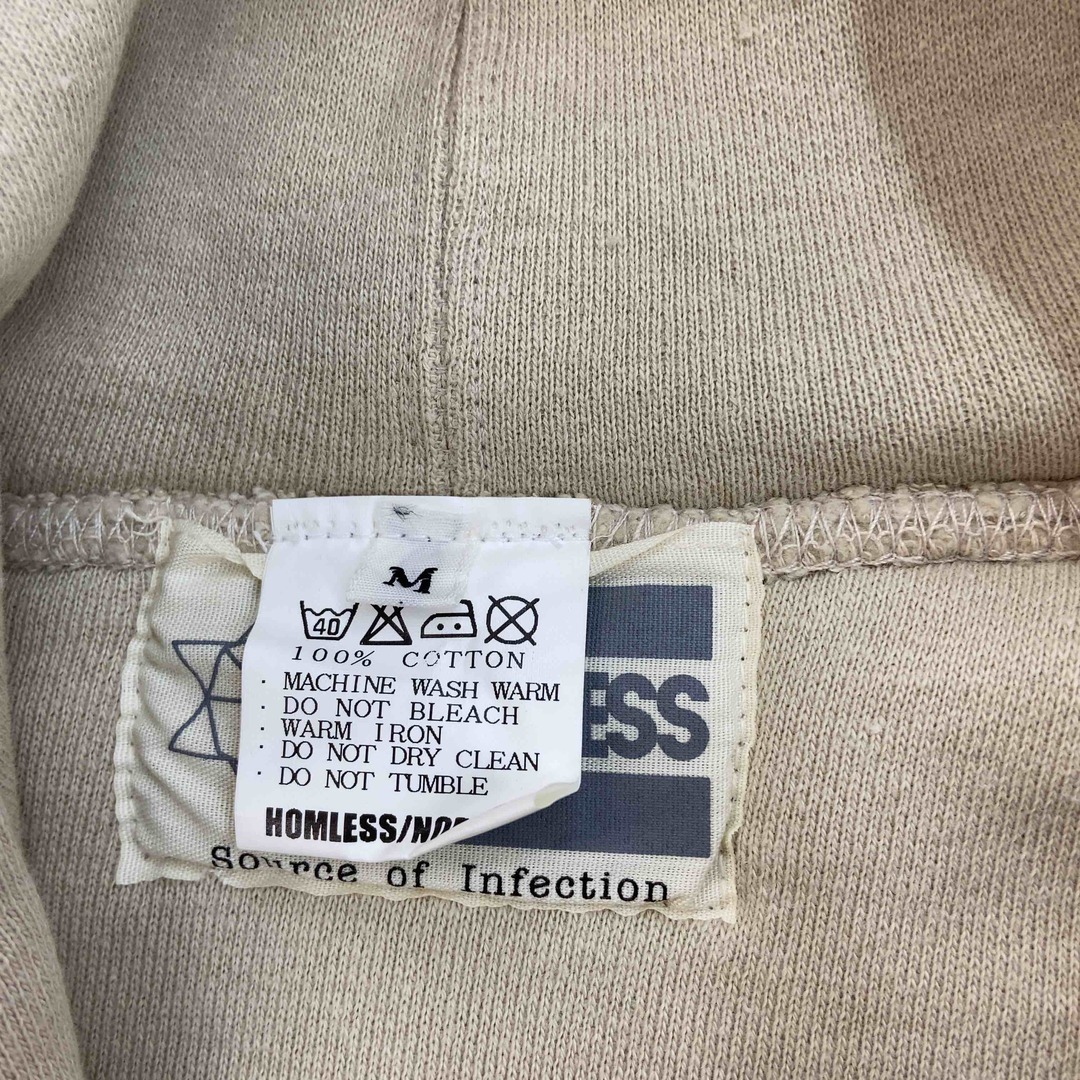 M
40
100% COTTON
· MACHINE WASH WARM
· DO NOT BLEACH
· WARM IRON
· DO NOT DRY CLEAN
· DO NOT TUMBLE
ESS
HOMLESS/NO
Source of Infection